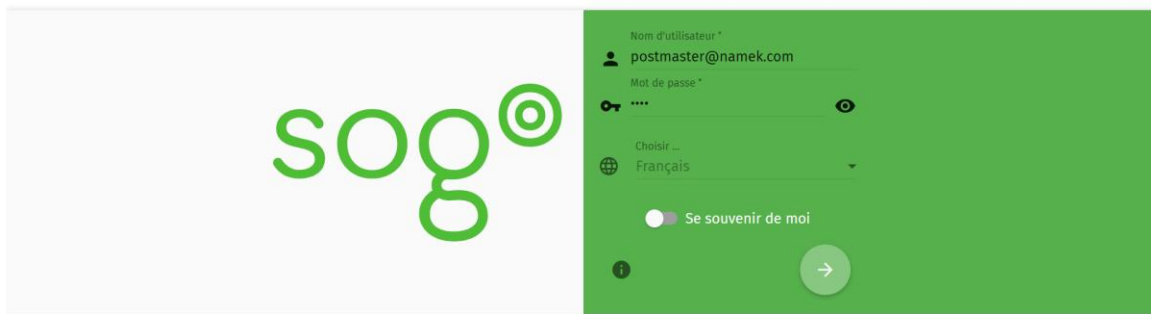 sogo
Nom d'utilisateur *
postmaster@namek.com
Mot de passe *
••••
Choisir ...
Français
Se souvenir de moi